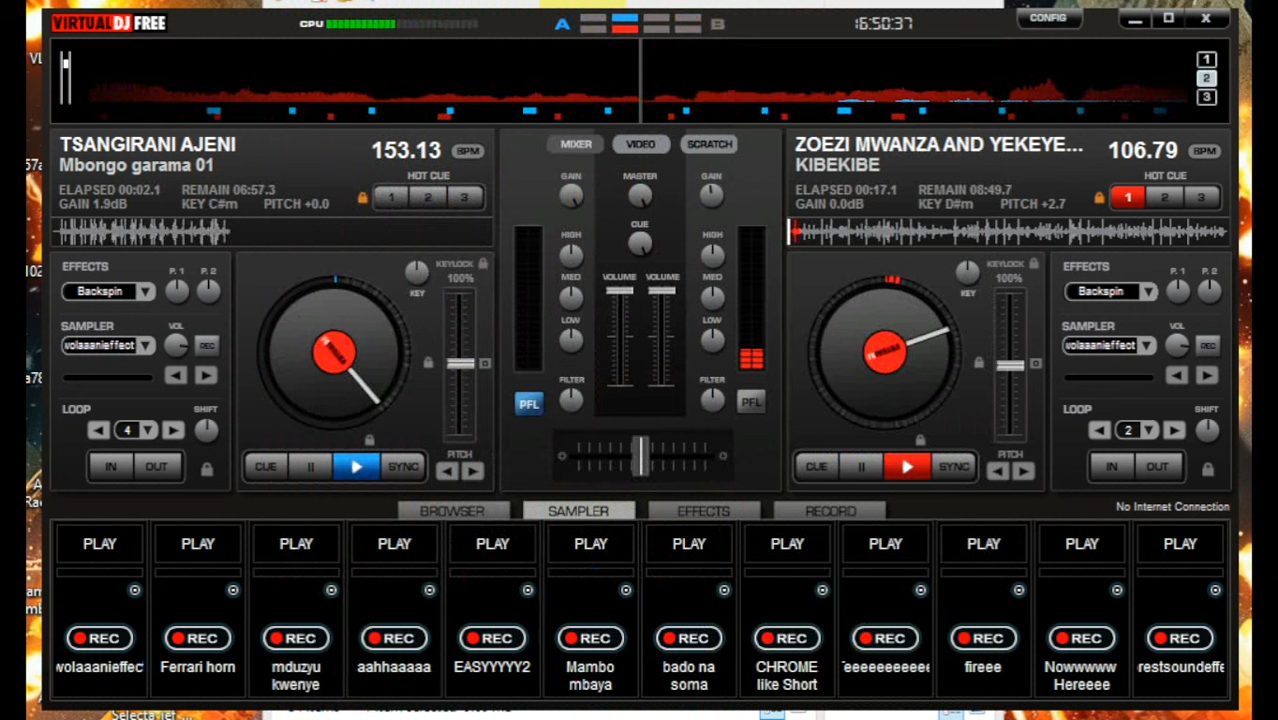 VIRTUAL DJ FREE
CPU
A
B
16:50:37
CONFIG
X
1
2
3
TSANGIRANI AJENI
Mbongo garama 01
153.13 BPM
ELAPSED 00:02.1 REMAIN 06:57.3
GAIN 1.9dB KEY C#m PITCH +0.0
HOT CUE
1 2 3
MIXER VIDEO SCRATCH
ZOEZI MWANZA AND YEKEYE...
KIBEKIBE
106.79 BPM
ELAPSED 00:17.1 REMAIN 08:49.7
GAIN 0.0dB KEY D#m PITCH +2.7
HOT CUE
1 2 3
EFFECTS P. 1 P. 2
Backspin
SAMPLER VOL
volaaanieffect REC
LOOP SHIFT
4
IN OUT
KEY
KEYLOCK
100%
CUE II SYNC
PITCH
GAIN MASTER GAIN
CUE
HIGH HIGH
MED VOLUME VOLUME MED
LOW LOW
FILTER FILTER
PFL PFL
KEY
KEYLOCK
100%
CUE II SYNC
PITCH
EFFECTS P. 1 P. 2
Backspin
SAMPLER VOL
volaaanieffect REC
LOOP SHIFT
2
IN OUT
BROWSER SAMPLER EFFECTS RECORD
No Internet Connection
PLAY PLAY PLAY PLAY PLAY PLAY PLAY PLAY PLAY PLAY PLAY PLAY
REC REC REC REC REC REC REC REC REC REC REC REC
volaaanieffec
Ferrari horn
mduzyu
kwenye
aahhaaaaa
EASYYYYY2
Mambo
mbaya
bado na
soma
CHROME
like Short
fireee
Nowwwww
Hereeee
restsoundeffe